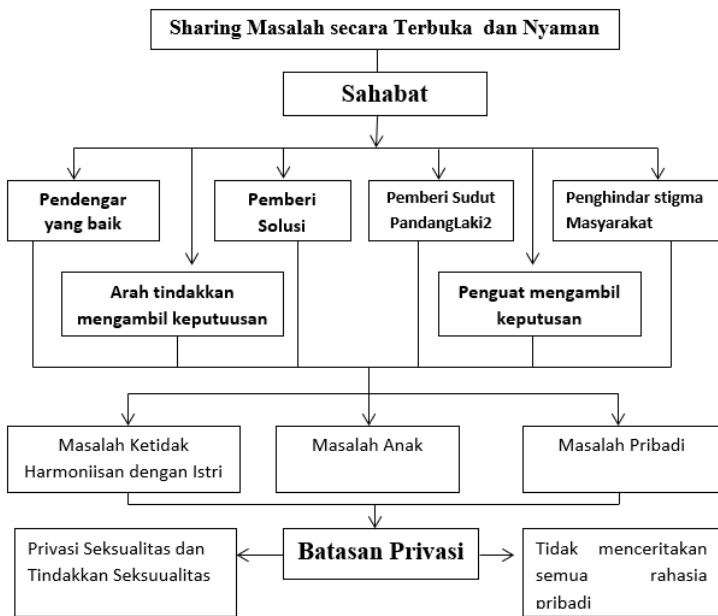 Sharing Masalah secara Terbuka dan Nyaman
Sahabat
Pendengar
yang baik
Pemberi
Solusi
Pemberi Sudut
PandangLaki2
Penghindar stigma
Masyarakat
Arah tindakkan
mengambil keputuusan
Penguat mengambil
keputusan
Masalah Ketidak
Harmoniisan dengan Istri
Masalah Anak
Masalah Pribadi
Privasi Seksualitas dan
Tindakkan Seksuualitas
Batasan Privasi
Tidak menceritakan
semua rahasia
pribadi